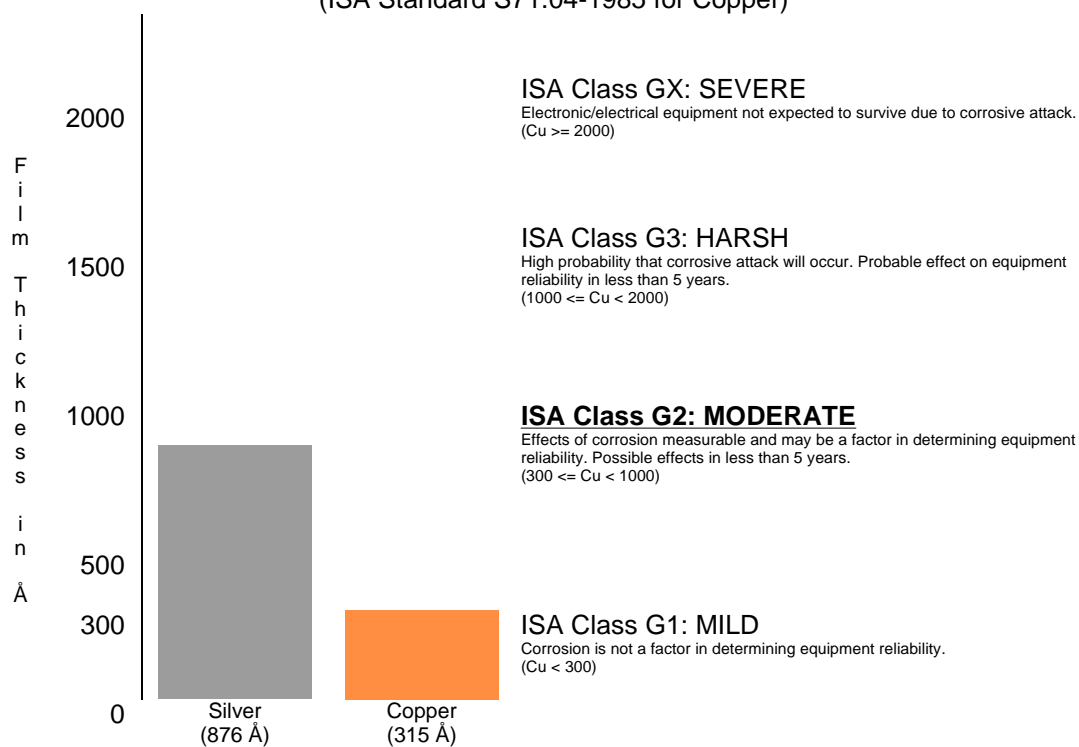 (ISA Standard S71.04-1985 for Copper)
ISA Class GX: SEVERE
Electronic/electrical equipment not expected to survive due to corrosive attack.
(Cu >= 2000)
ISA Class G3: HARSH
High probability that corrosive attack will occur. Probable effect on equipment
reliability in less than 5 years.
(1000 <= Cu < 2000)
ISA Class G2: MODERATE
Effects of corrosion measurable and may be a factor in determining equipment
reliability. Possible effects in less than 5 years.
(300 <= Cu < 1000)
ISA Class G1: MILD
Corrosion is not a factor in determining equipment reliability.
(Cu < 300)
Film Thickness in Å
2000
1500
1000
500
300
0
Silver
(876 Å)
Copper
(315 Å)